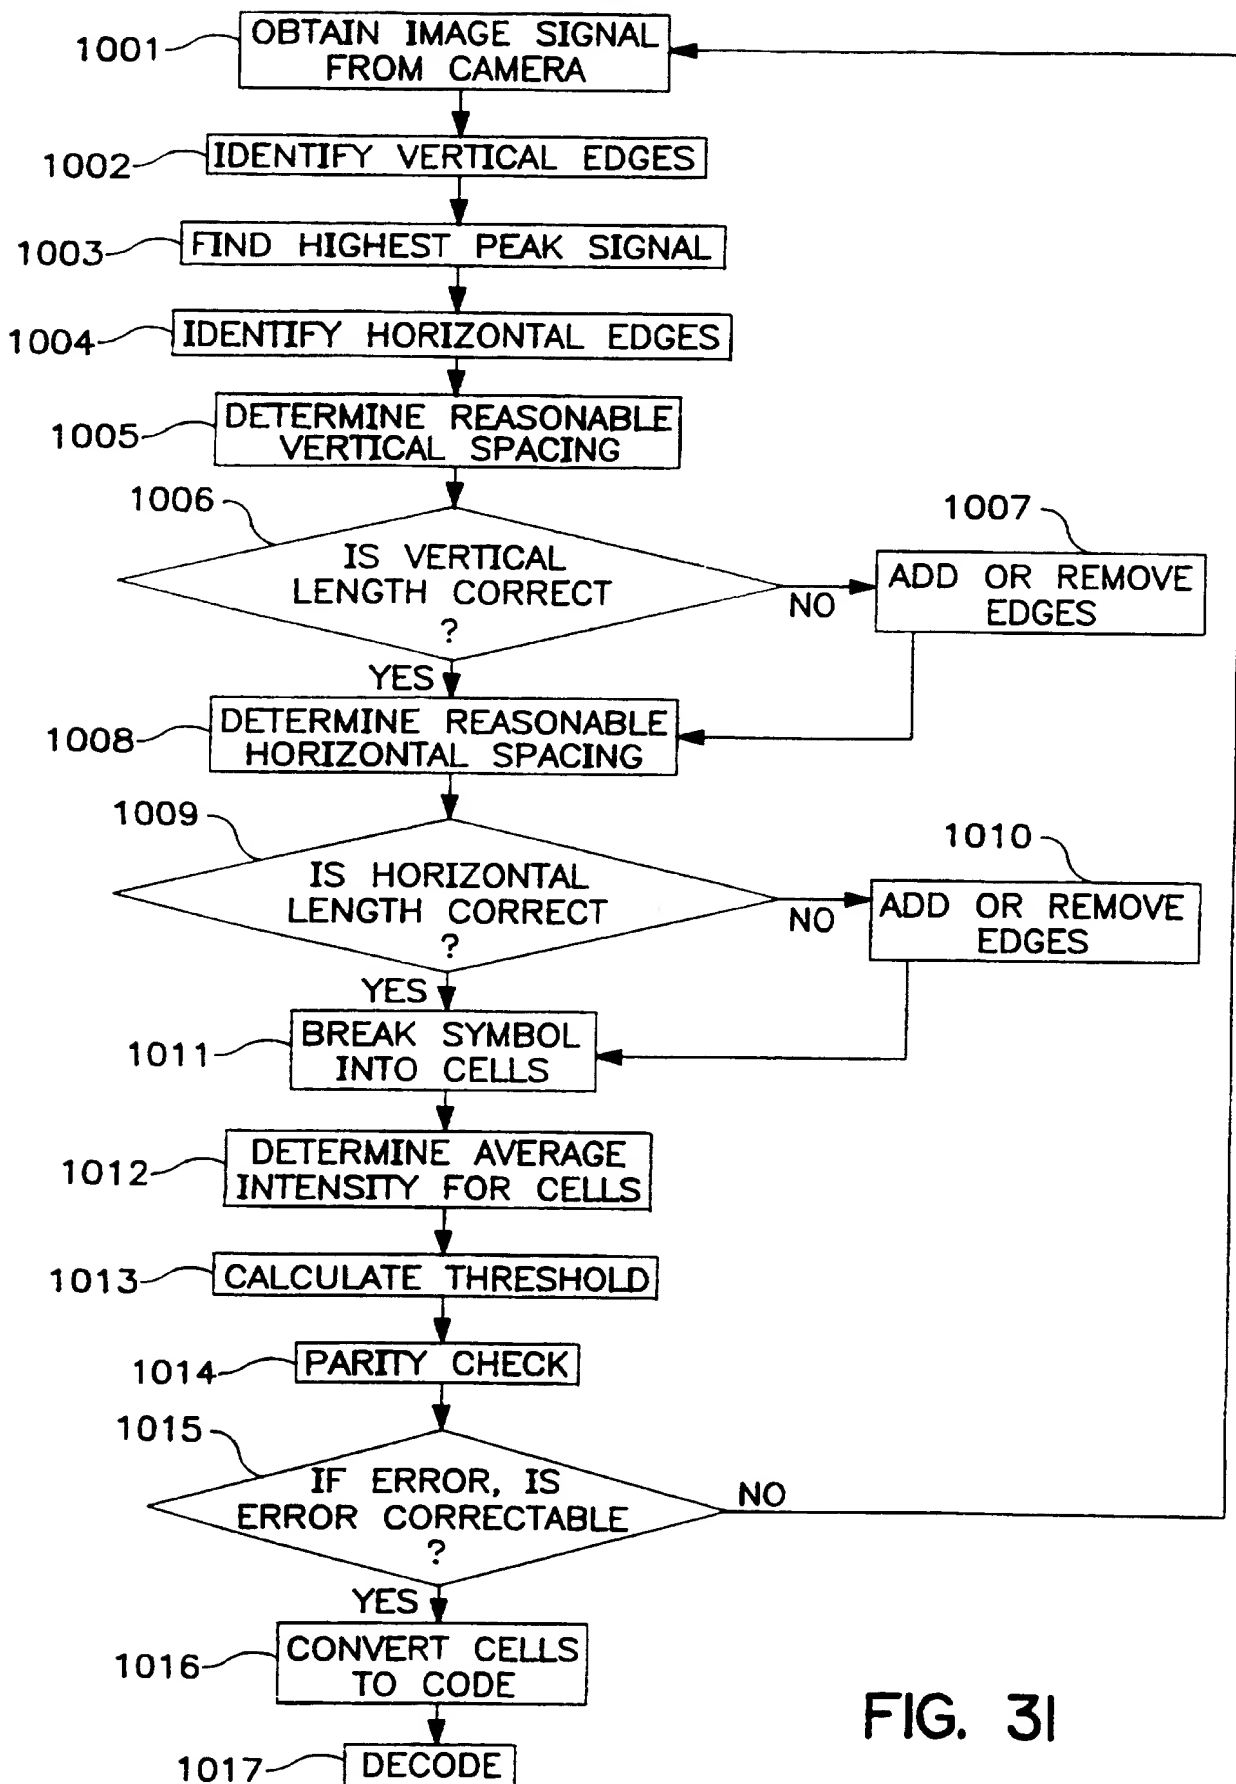 1001
OBTAIN IMAGE SIGNAL
FROM CAMERA
1002
IDENTIFY VERTICAL EDGES
1003
FIND HIGHEST PEAK SIGNAL
1004
IDENTIFY HORIZONTAL EDGES
1005
DETERMINE REASONABLE
VERTICAL SPACING
1006
IS VERTICAL
LENGTH CORRECT
?
NO
1007
ADD OR REMOVE
EDGES
YES
1008
DETERMINE REASONABLE
HORIZONTAL SPACING
1009
IS HORIZONTAL
LENGTH CORRECT
?
NO
1010
ADD OR REMOVE
EDGES
YES
1011
BREAK SYMBOL
INTO CELLS
1012
DETERMINE AVERAGE
INTENSITY FOR CELLS
1013
CALCULATE THRESHOLD
1014
PARITY CHECK
1015
IF ERROR, IS
ERROR CORRECTABLE
?
NO
YES
1016
CONVERT CELLS
TO CODE
1017
DECODE
FIG. 31